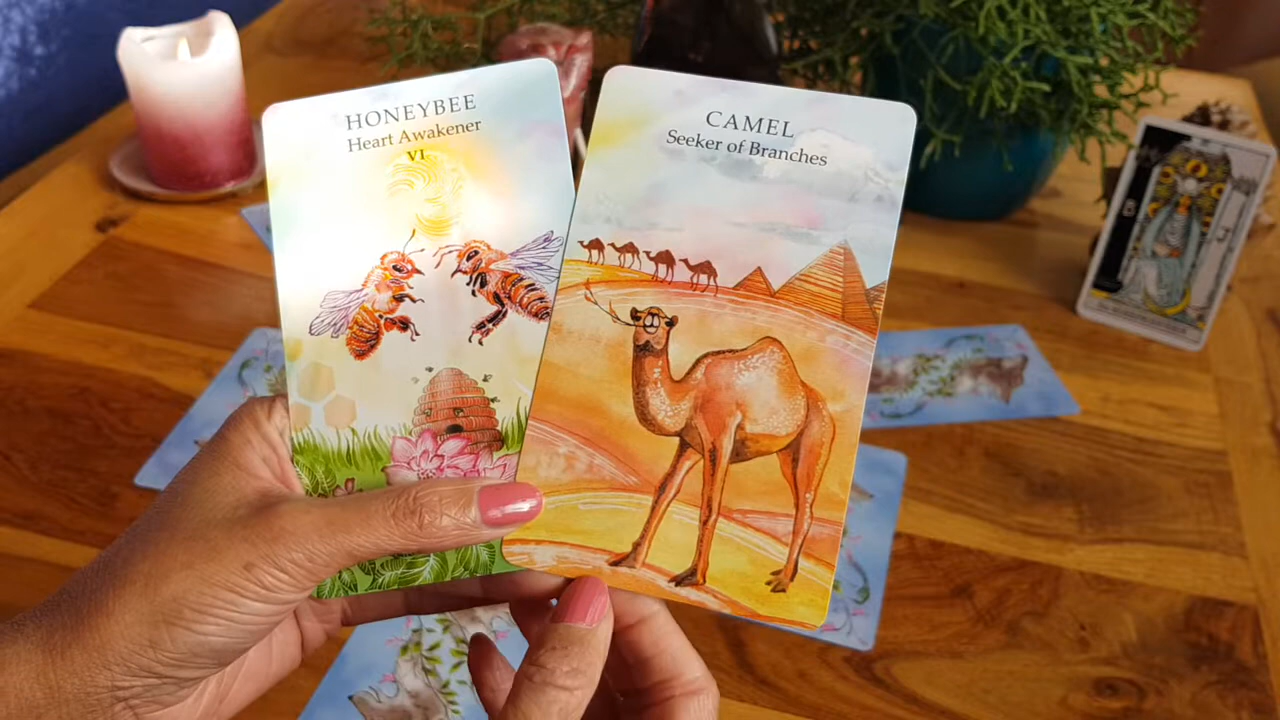 HONEYBEE
Heart Awakener
VI
CAMEL
Seeker of Branches
B
J